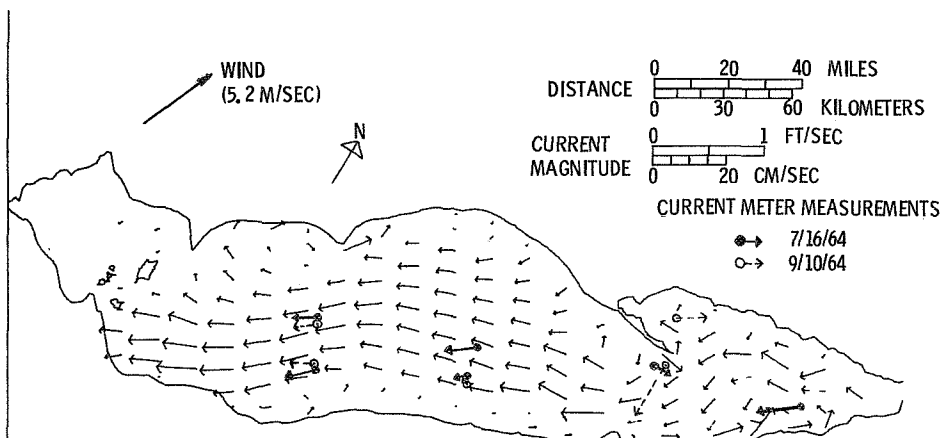 WIND
(5.2 M/SEC)
N
0 20 40 MILES
DISTANCE
0 30 60 KILOMETERS
0 1 FT/SEC
CURRENT
MAGNITUDE
0 20 CM/SEC
CURRENT METER MEASUREMENTS
7/16/64
9/10/64